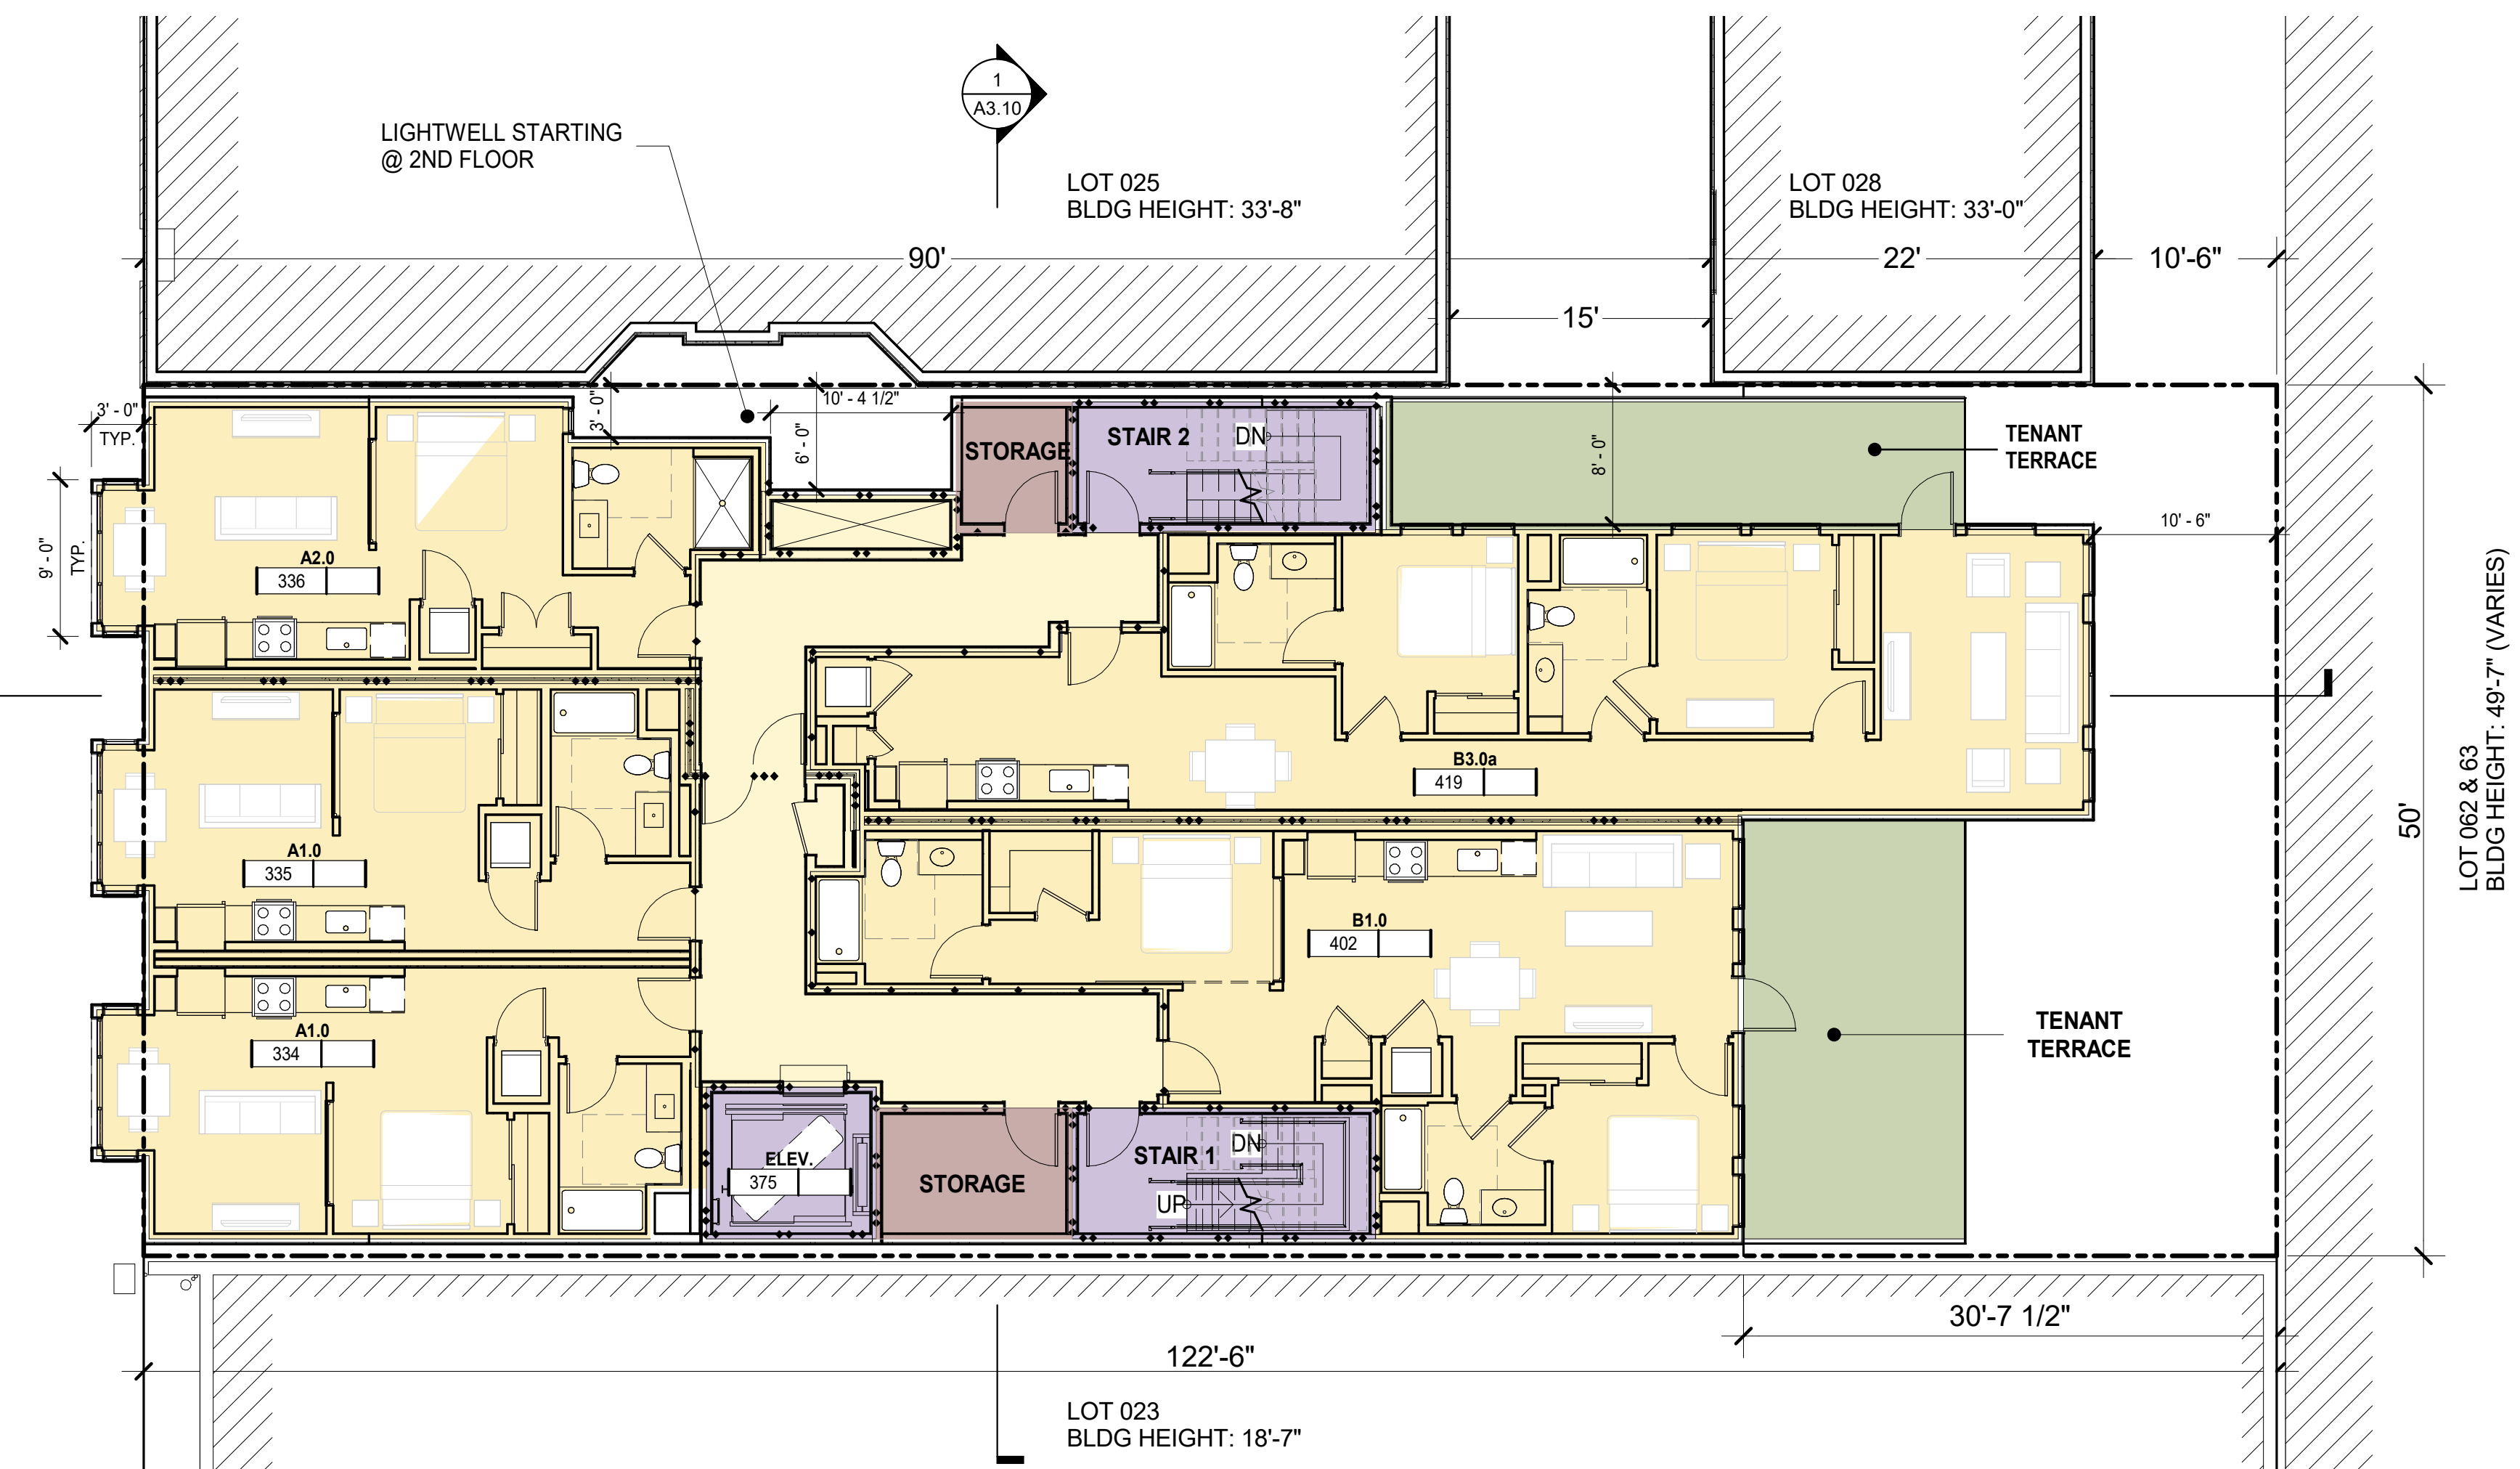 1
A3.10
LIGHTWELL STARTING
@ 2ND FLOOR
LOT 025
BLDG HEIGHT: 33'-8"
LOT 028
BLDG HEIGHT: 33'-0"
90'
22'
10'-6"
15'
3' - 0"
TYP.
3' - 0"
10' - 4 1/2"
6' - 0"
STORAGE
STAIR 2
DN
8' - 0"
TENANT
TERRACE
10' - 6"
9' - 0"
TYP.
A2.0
336
LOT 062 & 63
BLDG HEIGHT: 49'-7" (VARIES)
50'
B3.0a
419
A1.0
335
B1.0
402
A1.0
334
TENANT
TERRACE
ELEV.
375
STORAGE
STAIR 1
DN
UP
30'-7 1/2"
122'-6"
LOT 023
BLDG HEIGHT: 18'-7"